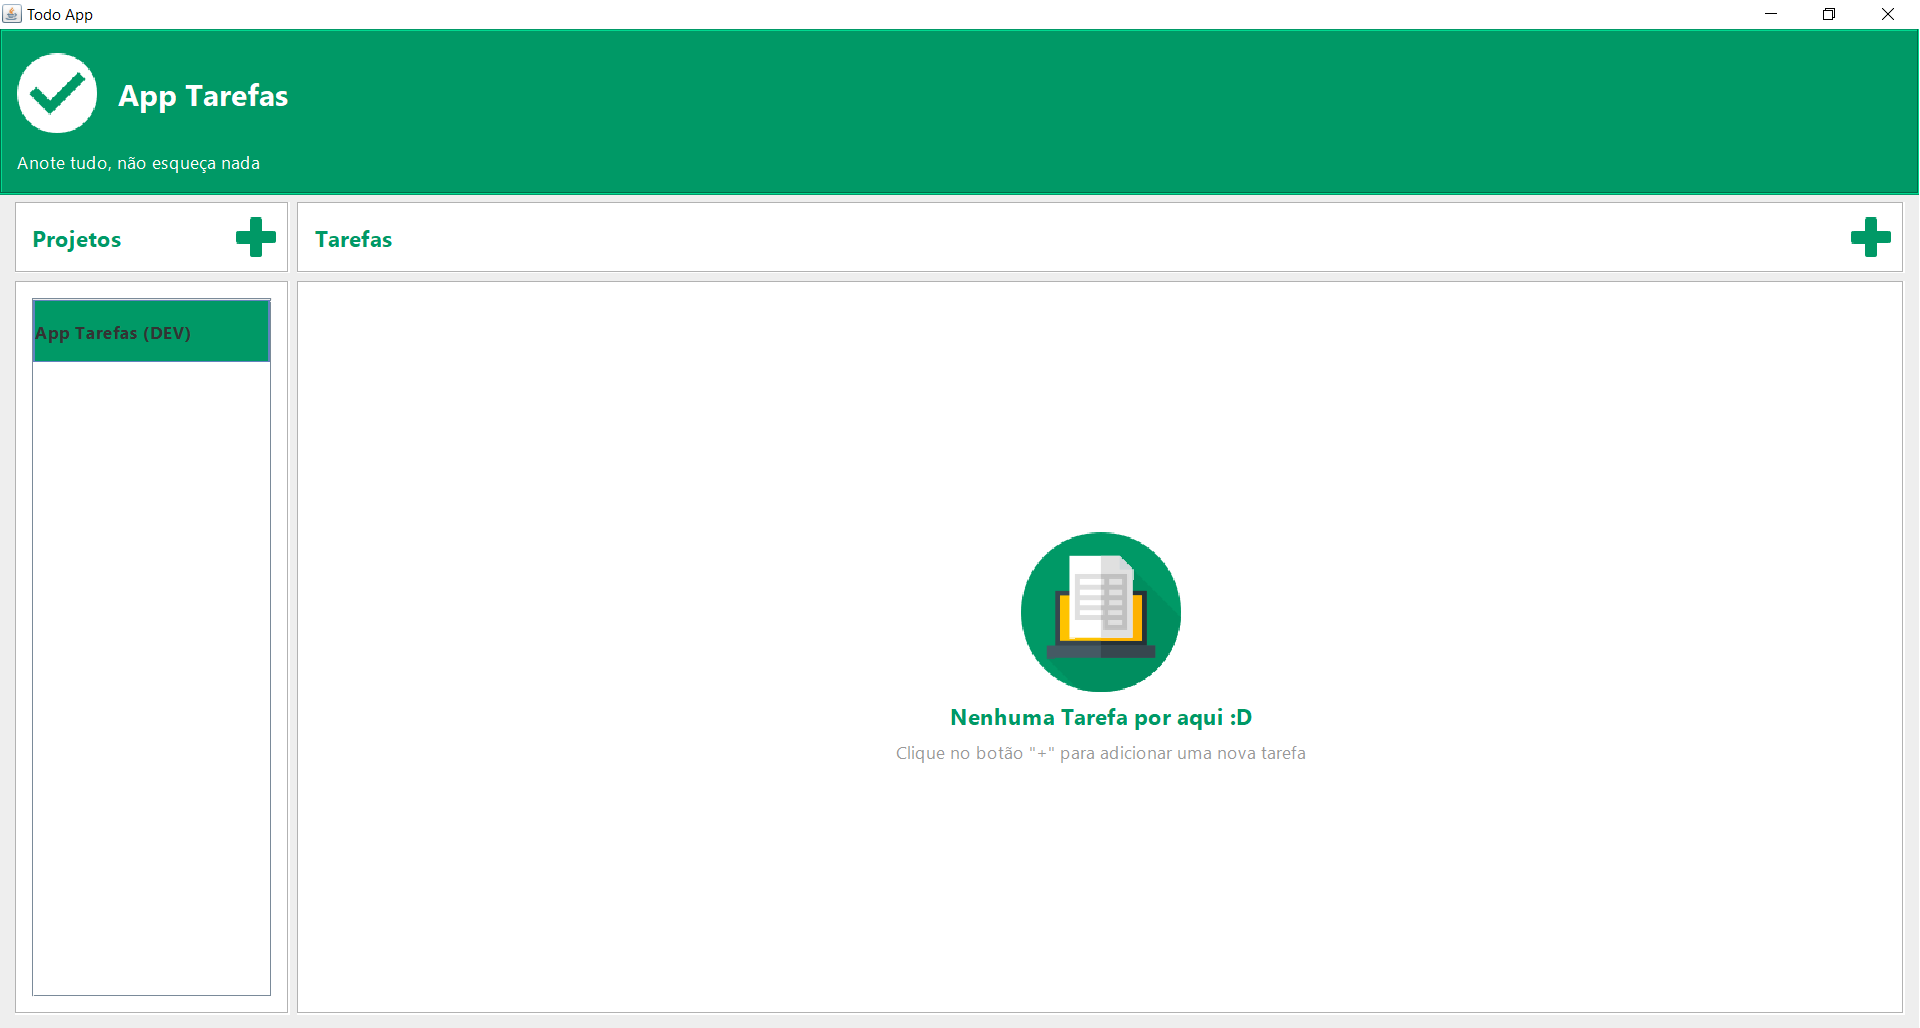 Todo App
App Tarefas
Anote tudo, não esqueça nada
Projetos
Tarefas
App Tarefas (DEV)
Nenhuma Tarefa por aqui :D
Clique no botão "+" para adicionar uma nova tarefa